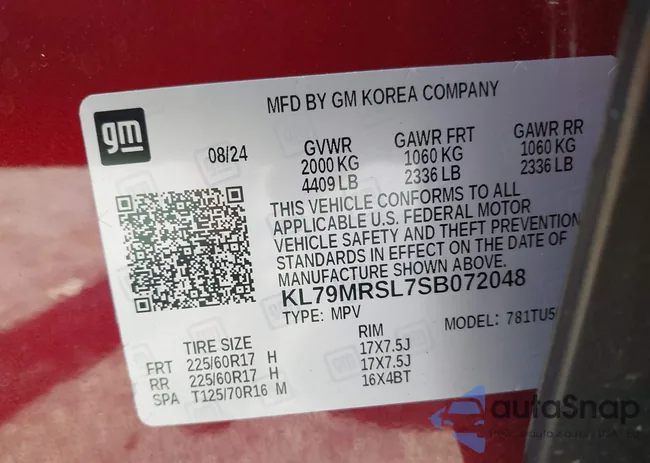 MFD BY GM KOREA COMPANY
gm
08/24
GVWR GAWR FRT GAWR RR
2000 KG 1060 KG 1060 KG
4409 LB 2336 LB 2336 LB
THIS VEHICLE CONFORMS TO ALL
APPLICABLE U.S. FEDERAL MOTOR
VEHICLE SAFETY AND THEFT PREVENTION
STANDARDS IN EFFECT ON THE DATE OF
MANUFACTURE SHOWN ABOVE.
KL79MRSL7SB072048
TYPE: MPV MODEL: 781TU5
TIRE SIZE RIM
FRT 225/60R17 H 17X7.5J
RR 225/60R17 H 17X7.5J
SPA T125/70R16 M 16X4BT
autoSnap